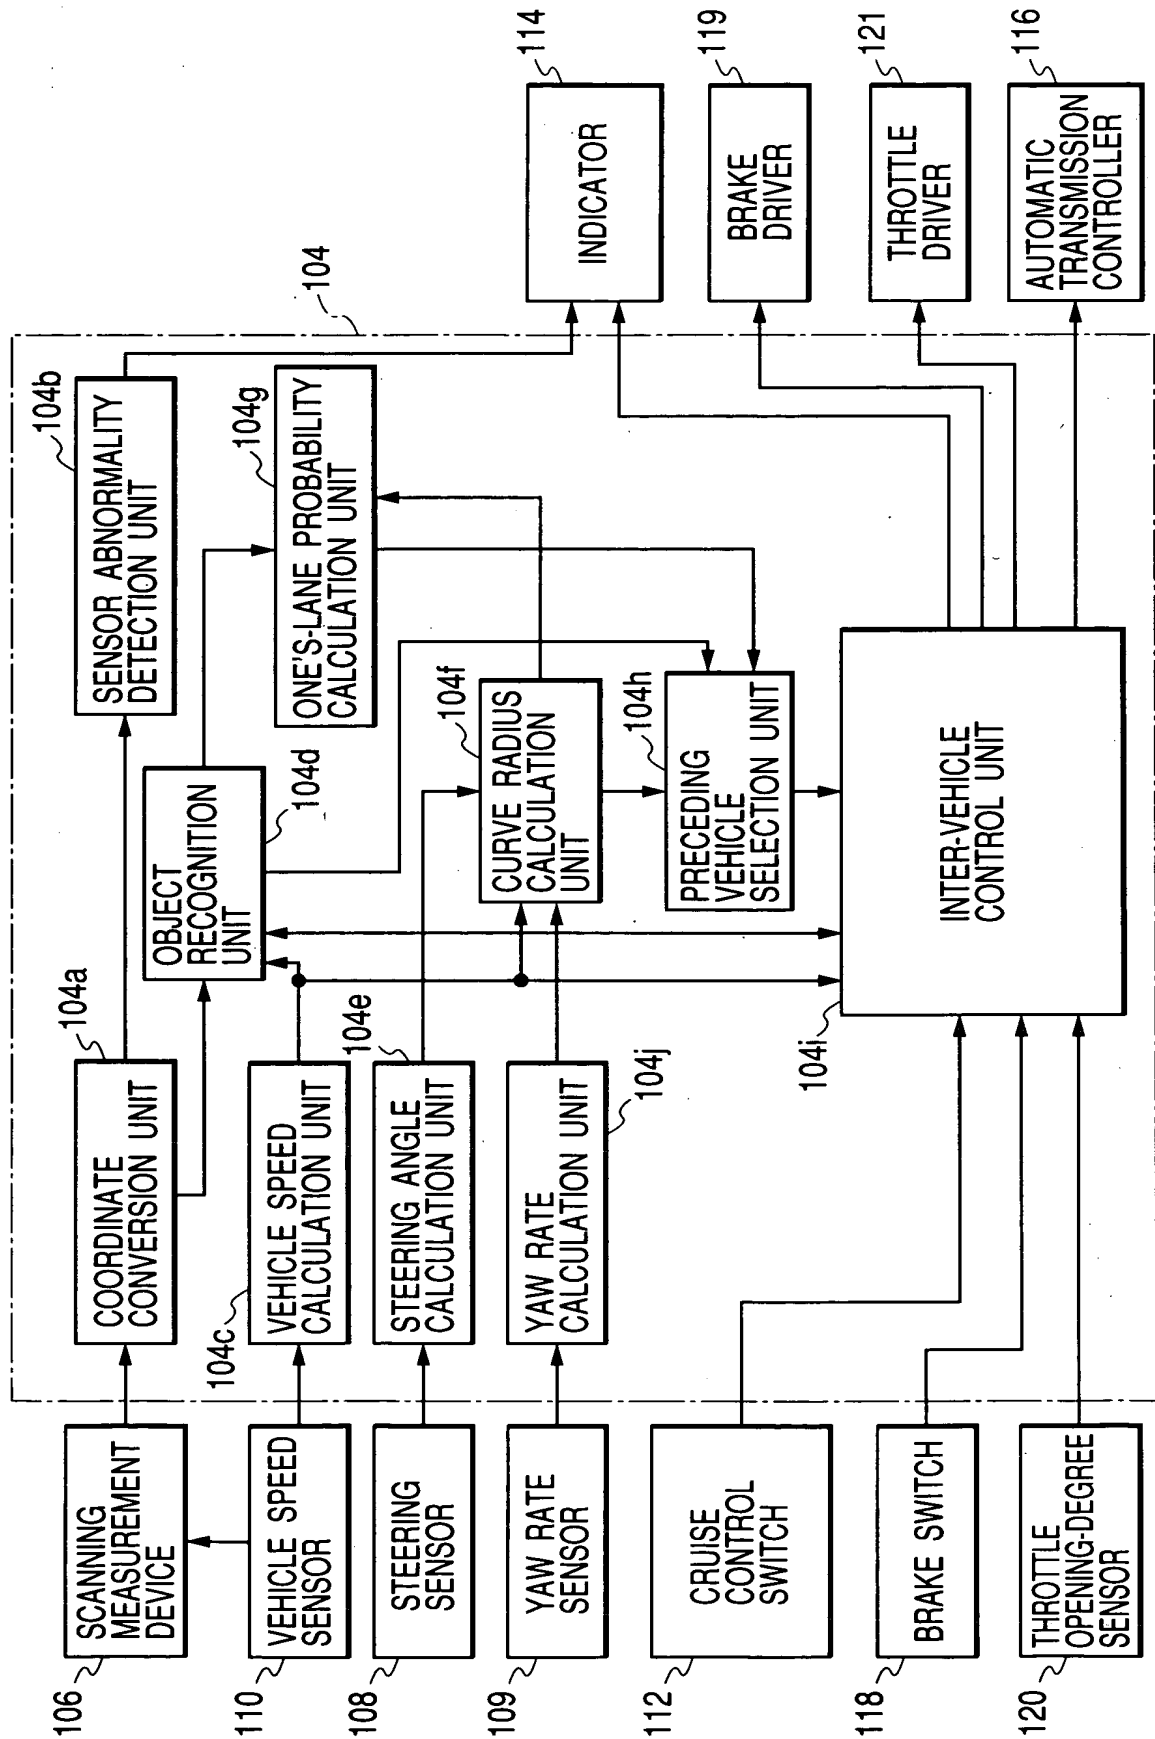 106
SCANNING
MEASUREMENT
DEVICE
110
VEHICLE SPEED
SENSOR
108
STEERING
SENSOR
109
YAW RATE
SENSOR
112
CRUISE
CONTROL
SWITCH
118
BRAKE SWITCH
120
THROTTLE
OPENING-DEGREE
SENSOR
104
104a
COORDINATE
CONVERSION UNIT
104c
VEHICLE SPEED
CALCULATION UNIT
104e
STEERING ANGLE
CALCULATION UNIT
YAW RATE
CALCULATION UNIT
104j
104b
SENSOR ABNORMALITY
DETECTION UNIT
OBJECT
RECOGNITION
UNIT
104d
104g
ONE'S-LANE PROBABILITY
CALCULATION UNIT
104f
CURVE RADIUS
CALCULATION
UNIT
104h
PRECEDING
VEHICLE
SELECTION UNIT
104i
INTER-VEHICLE
CONTROL UNIT
114
INDICATOR
119
BRAKE
DRIVER
121
THROTTLE
DRIVER
116
AUTOMATIC
TRANSMISSION
CONTROLLER